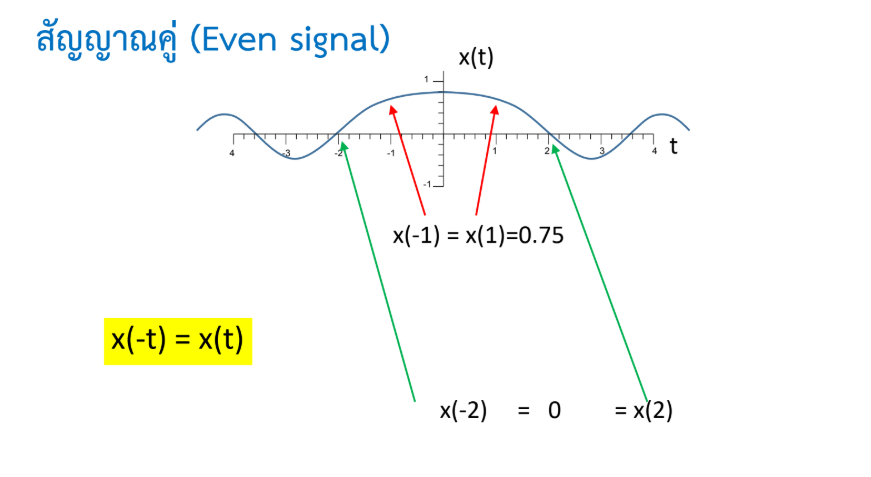 สัญญาณคู่ (Even signal)
x(t)
1
4 -3 -2 -1 1 2 3 4 t
-1
x(-1) = x(1)=0.75
x(-t) = x(t)
x(-2) = 0 = x(2)